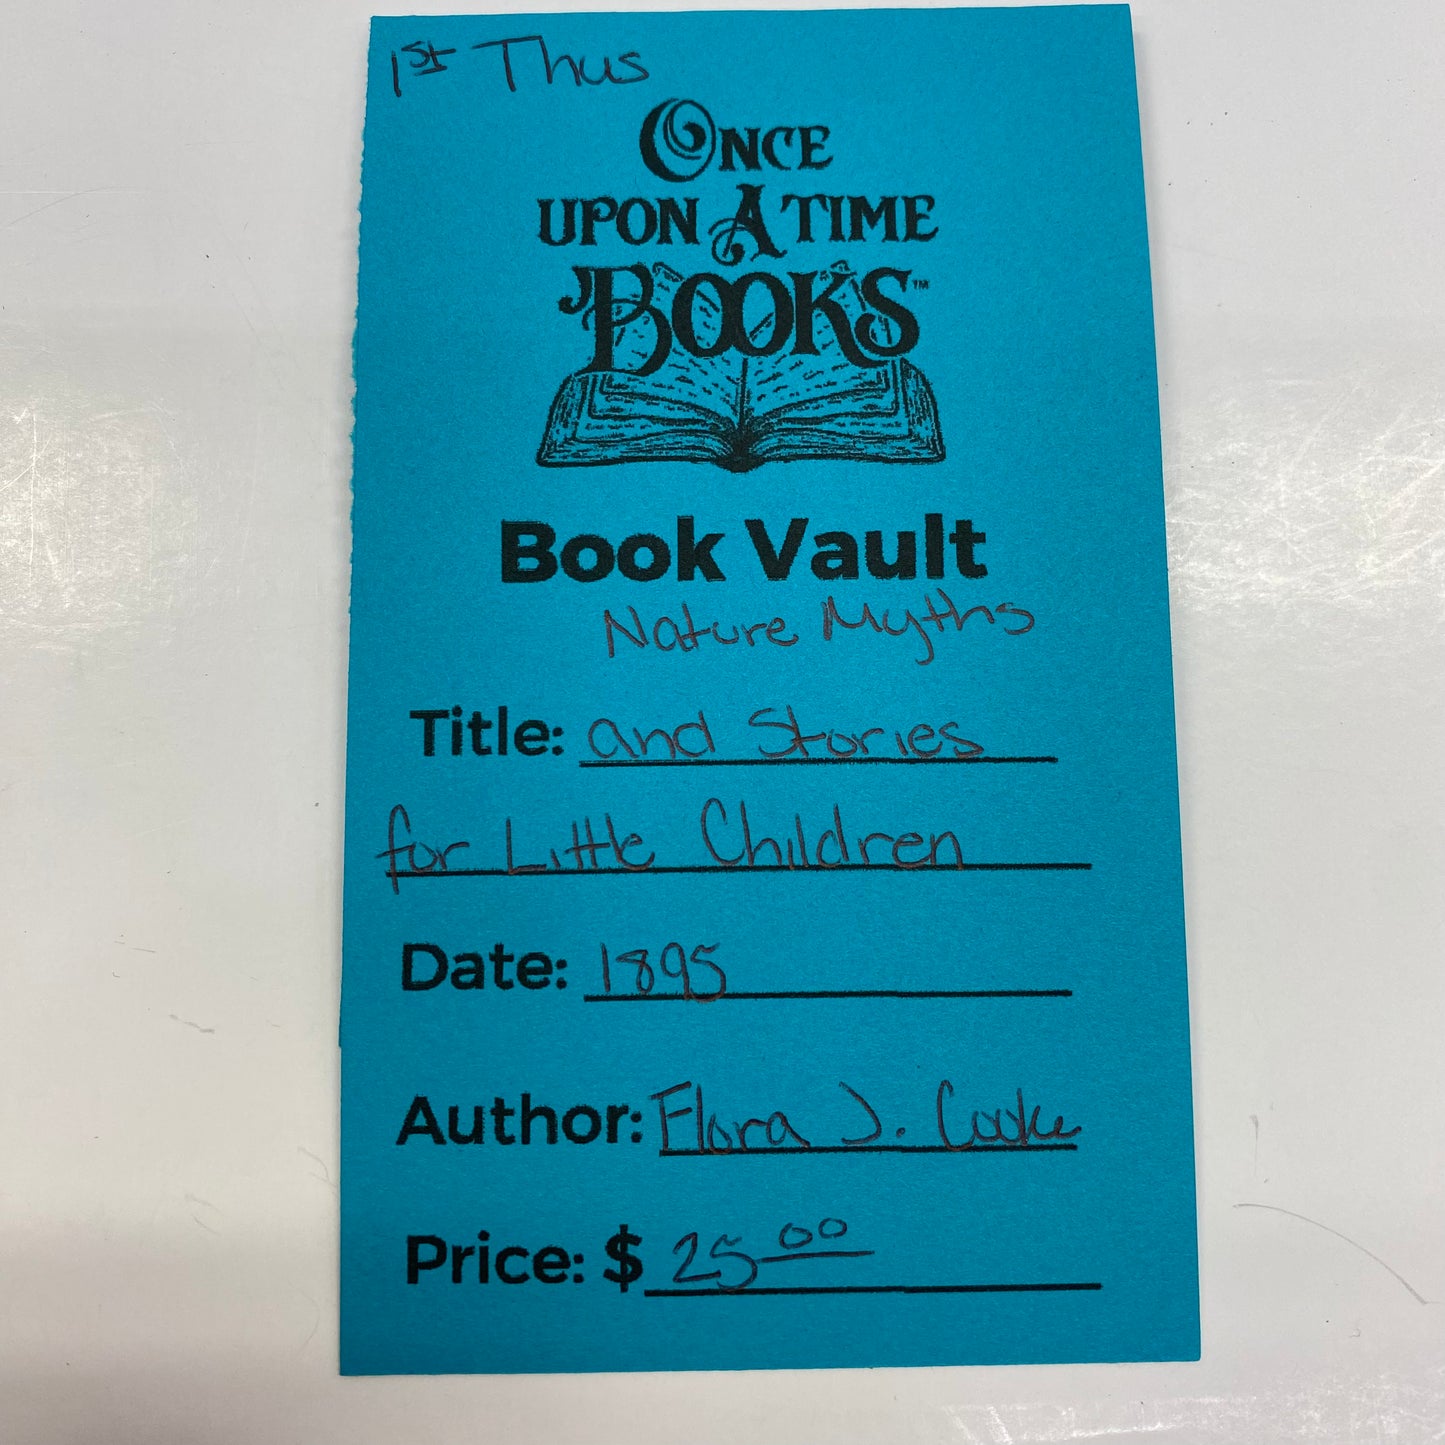 1st Thus
ONCE
UPON A TIME
BOOKS™
Book Vault
Nature Myths
Title: and Stories
for Little Children
Date: 1895
Author: Flora J. Cooke
Price: $ 25.00